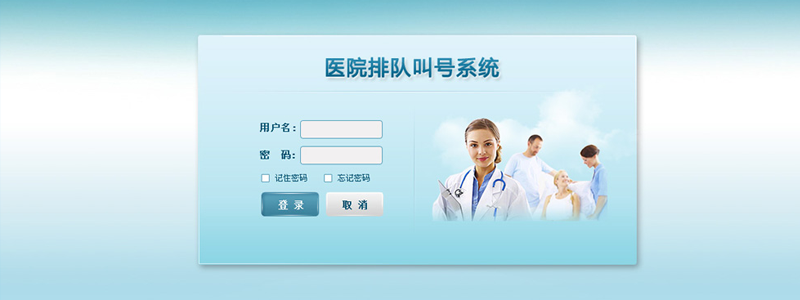 医院排队叫号系统
用户名:
密 码:
记住密码 忘记密码
登 录 取 消